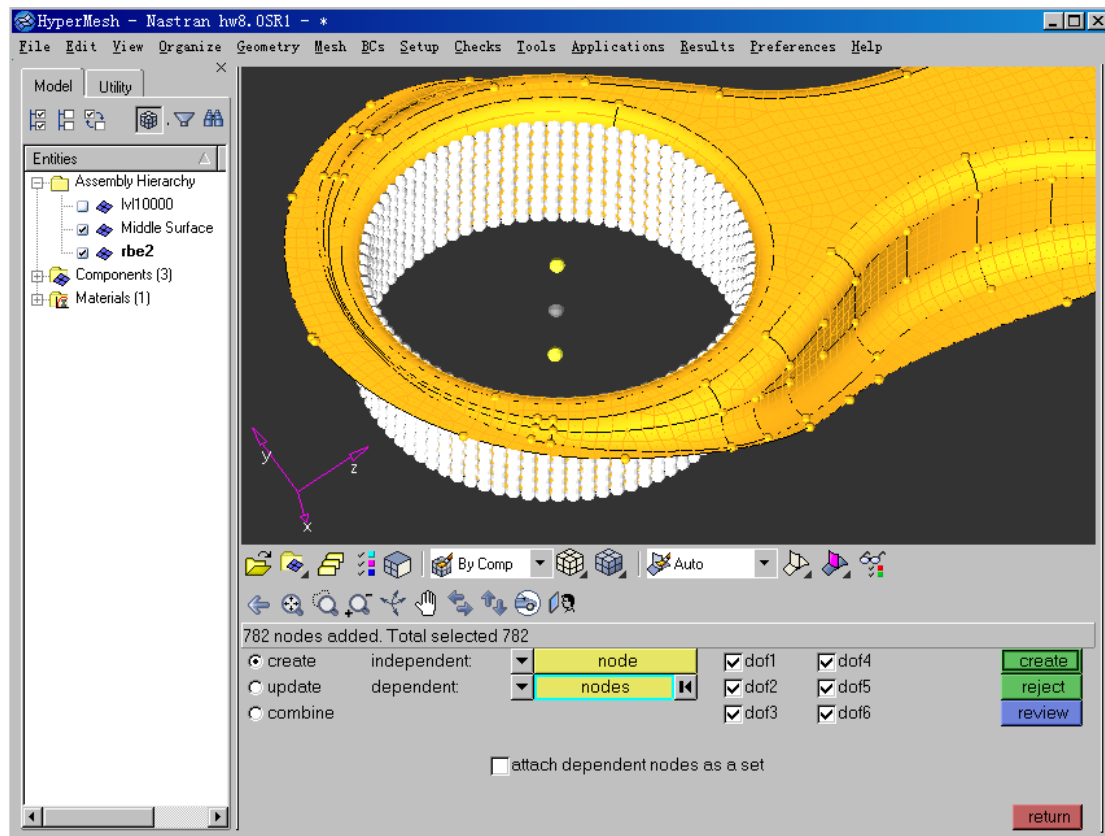 HyperMesh - Nastran hw8.OSR1 - *
File Edit View Organize Geometry Mesh BCs Setup Checks Tools Applications Results Preferences Help
Model Utility
Entities
Assembly Hierarchy
lvl10000
Middle Surface
rbe2
Components (3)
Materials (1)
y
z
x
By Comp Auto
782 nodes added. Total selected 782
create independent: node dof1 dof4 create
update dependent: nodes dof2 dof5 reject
combine dof3 dof6 review
attach dependent nodes as a set
return